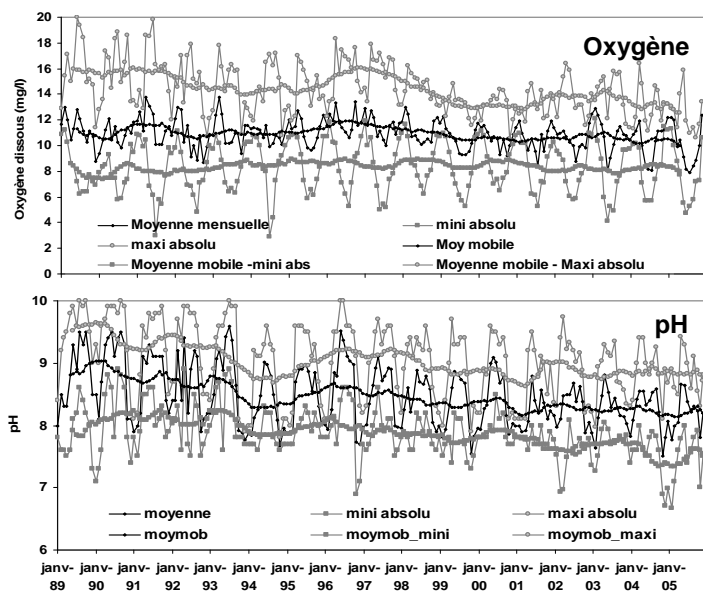 Oxygène
Oxygène dissous (mg/l)
20
18
16
14
12
10
8
6
4
2
0
Moyenne mensuelle
mini absolu
maxi absolu
Moy mobile
Moyenne mobile -mini abs
Moyenne mobile - Maxi absolu
pH
pH
10
9
8
7
6
moyenne
mini absolu
maxi absolu
moymob
moymob_mini
moymob_maxi
janv- janv- janv- janv- janv- janv- janv- janv- janv- janv- janv- janv- janv- janv- janv- janv- janv-
89 90 91 92 93 94 95 96 97 98 99 00 01 02 03 04 05